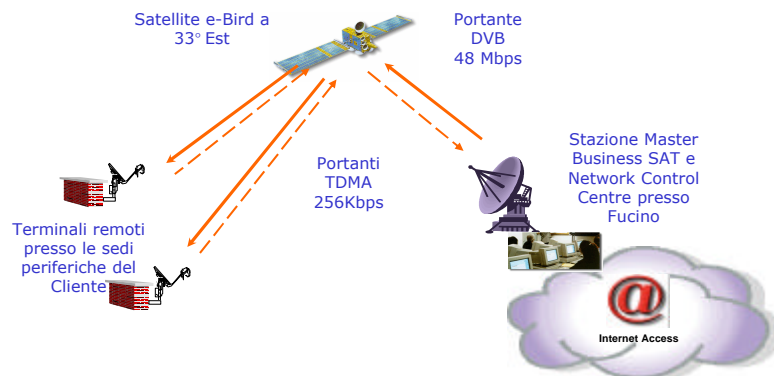 Satellite e-Bird a
33° Est
Portante
DVB
48 Mbps
Portanti
TDMA
256Kbps
Stazione Master
Business SAT e
Network Control
Centre presso
Fucino
Terminali remoti
presso le sedi
periferiche del
Cliente
@
Internet Access